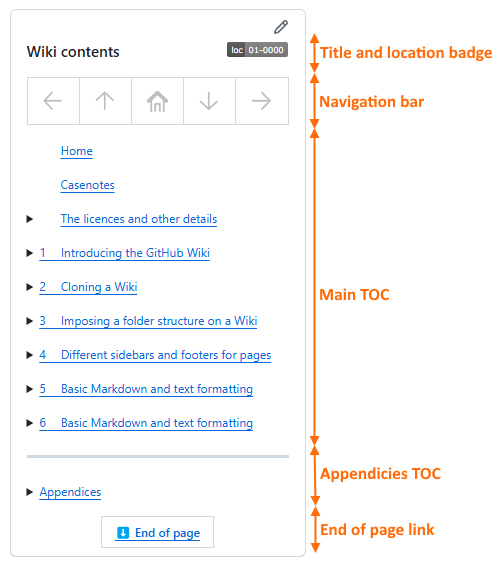 Wiki contents
loc 01-0000
Title and location badge
Navigation bar
Home
Casenotes
The licences and other details
1 Introducing the GitHub Wiki
2 Cloning a Wiki
Main TOC
3 Imposing a folder structure on a Wiki
4 Different sidebars and footers for pages
5 Basic Markdown and text formatting
6 Basic Markdown and text formatting
Appendicies TOC
Appendices
End of page
End of page link